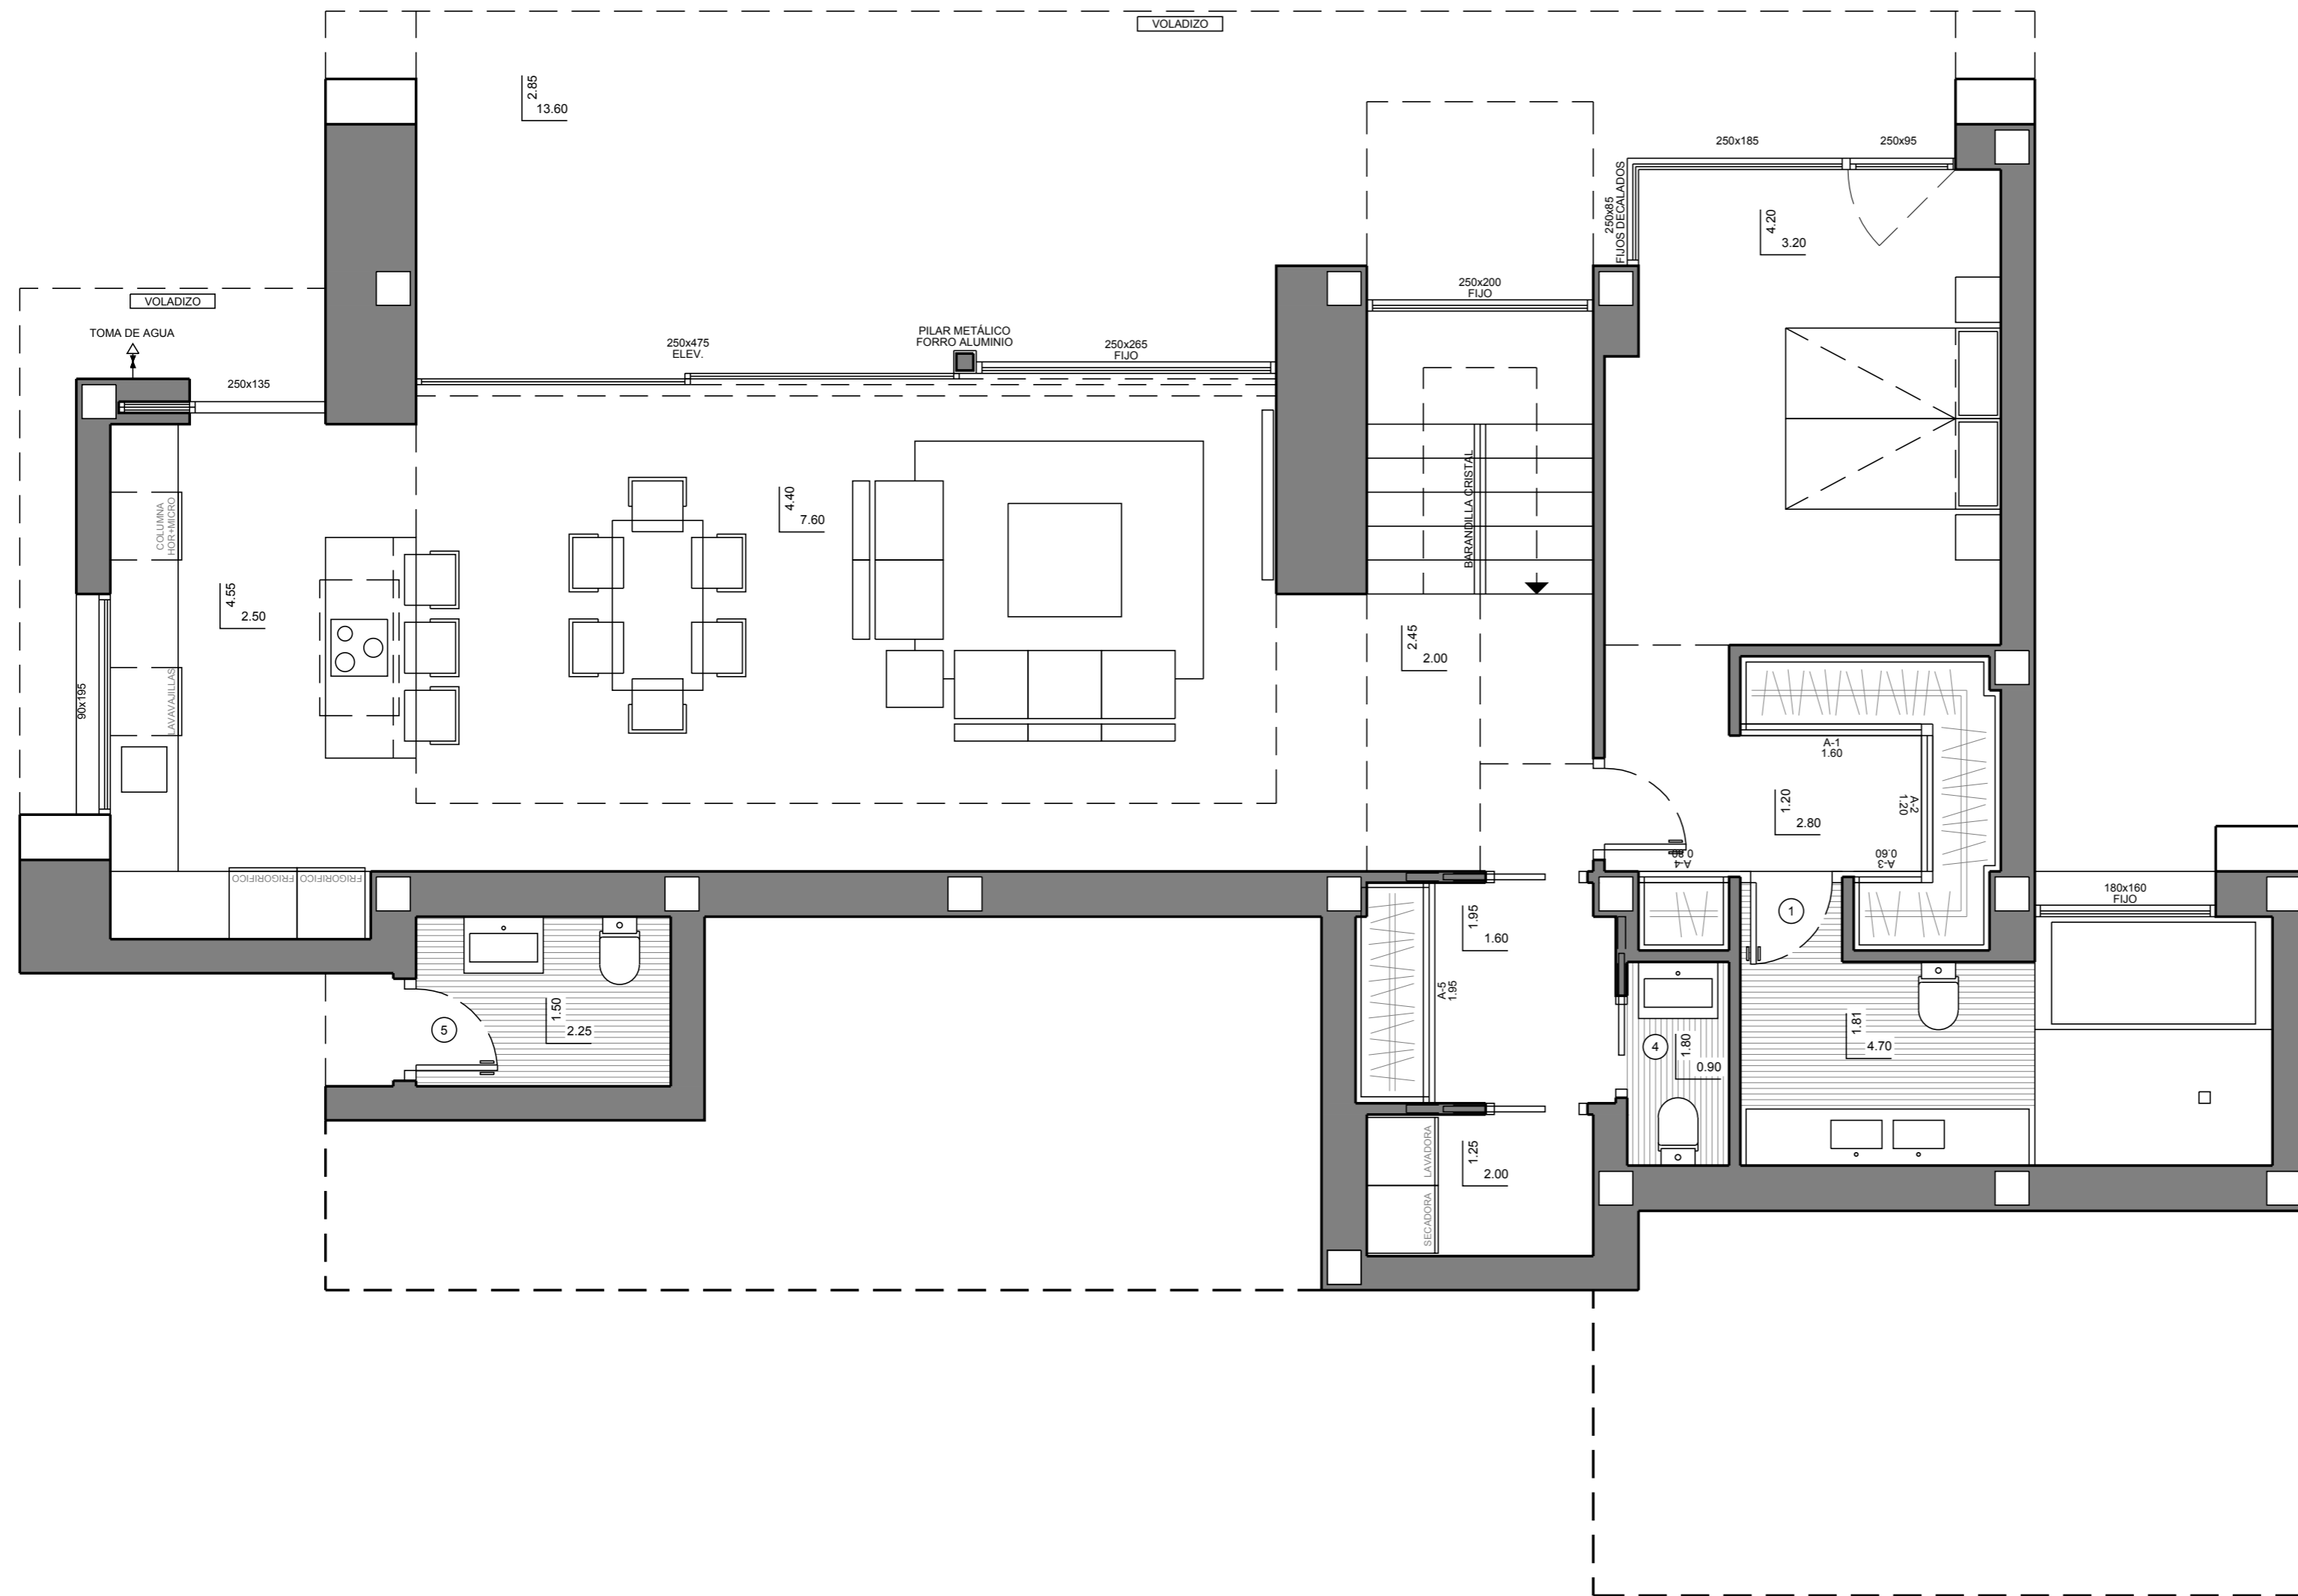 VOLADIZO
2.85
13.60
250x185
250x95
250x85
FIJOS DECALADOS
4.20
3.20
VOLADIZO
TOMA DE AGUA
250x135
250x475
ELEV.
PILAR METÁLICO
FORRO ALUMINIO
250x265
FIJO
250x200
FIJO
BARANDILLA CRISTAL
COLUMNA
HOR+MICRO
4.40
7.60
4.55
2.50
2.45
2.00
90x195
LAVAVAJILLAS
A-1
1.60
A-2
1.20
1.20
2.80
A-4
0.80
A-3
0.60
FRIGORIFICO
FRIGORIFICO
1
180x160
FIJO
1.95
1.60
A-5
1.95
5
1.50
2.25
4
1.80
0.90
1.81
4.70
LAVADORA
SECADORA
1.25
2.00